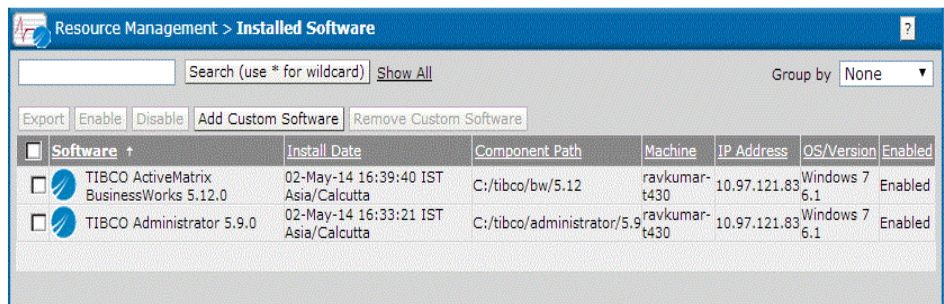 Resource Management > Installed Software ?
Search (use * for wildcard) Show All Group by None
Export Enable Disable Add Custom Software Remove Custom Software
Software ↑ Install Date Component Path Machine IP Address OS/Version Enabled
TIBCO ActiveMatrix BusinessWorks 5.12.0 02-May-14 16:39:40 IST Asia/Calcutta C:/tibco/bw/5.12 ravkumar-t430 10.97.121.83 Windows 7 6.1 Enabled
TIBCO Administrator 5.9.0 02-May-14 16:33:21 IST Asia/Calcutta C:/tibco/administrator/5.9 ravkumar-t430 10.97.121.83 Windows 7 6.1 Enabled